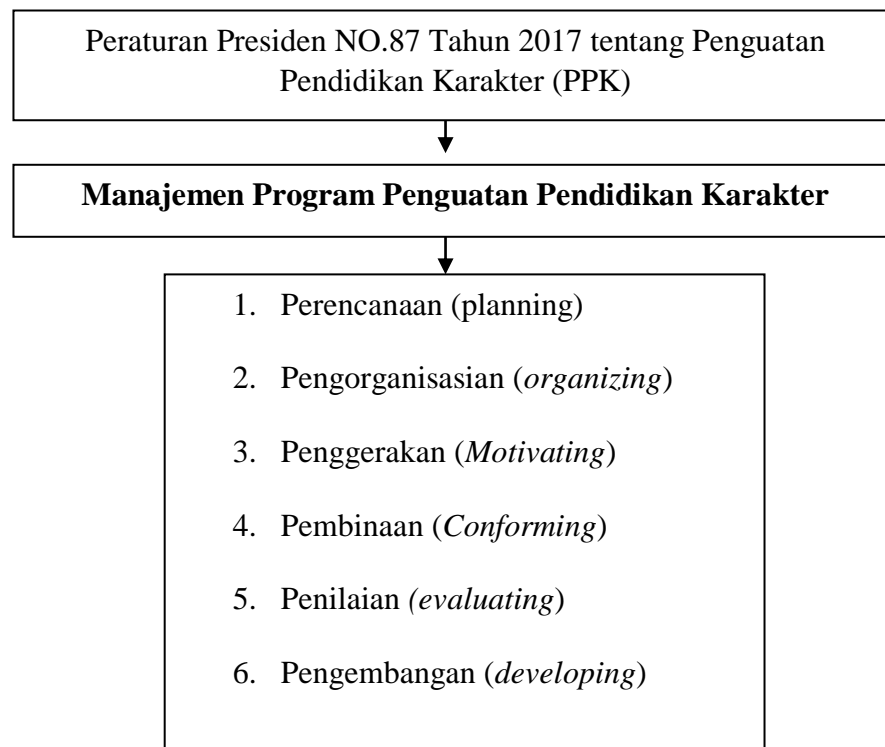 Peraturan Presiden NO.87 Tahun 2017 tentang Penguatan
Pendidikan Karakter (PPK)
Manajemen Program Penguatan Pendidikan Karakter
1. Perencanaan (planning)
2. Pengorganisasian (organizing)
3. Penggerakan (Motivating)
4. Pembinaan (Conforming)
5. Penilaian (evaluating)
6. Pengembangan (developing)